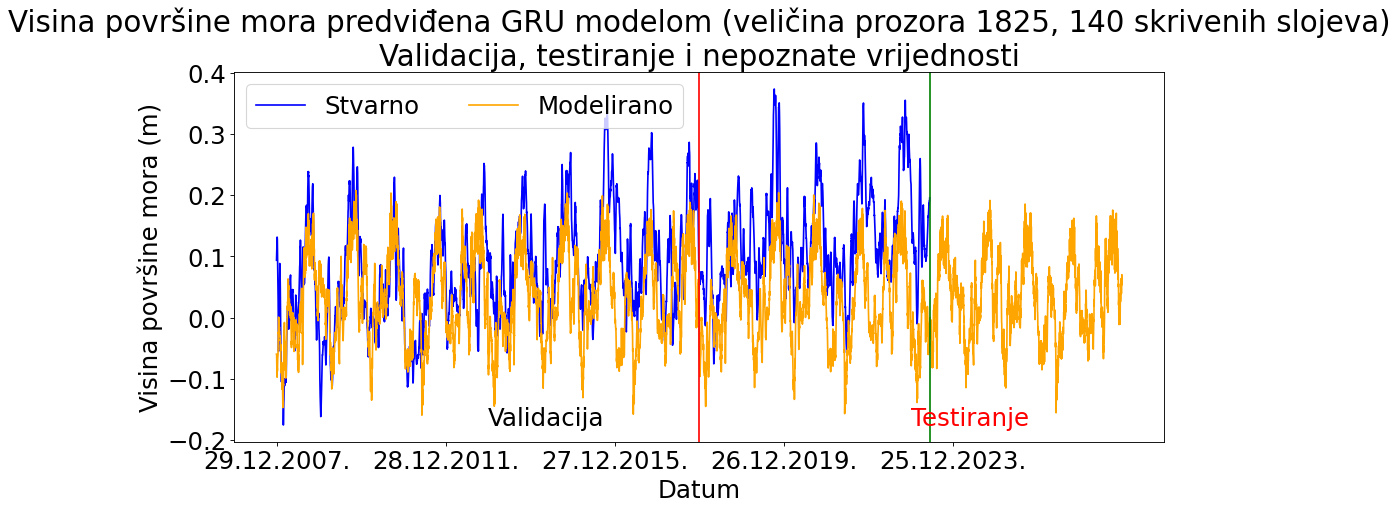 Visina površine mora predviđena GRU modelom (veličina prozora 1825, 140 skrivenih slojeva)
Validacija, testiranje i nepoznate vrijednosti
Stvarno
Modelirano
Visina površine mora (m)
0.4
0.3
0.2
0.1
0.0
−0.1
−0.2
Validacija
Testiranje
29.12.2007.
28.12.2011.
27.12.2015.
26.12.2019.
25.12.2023.
Datum